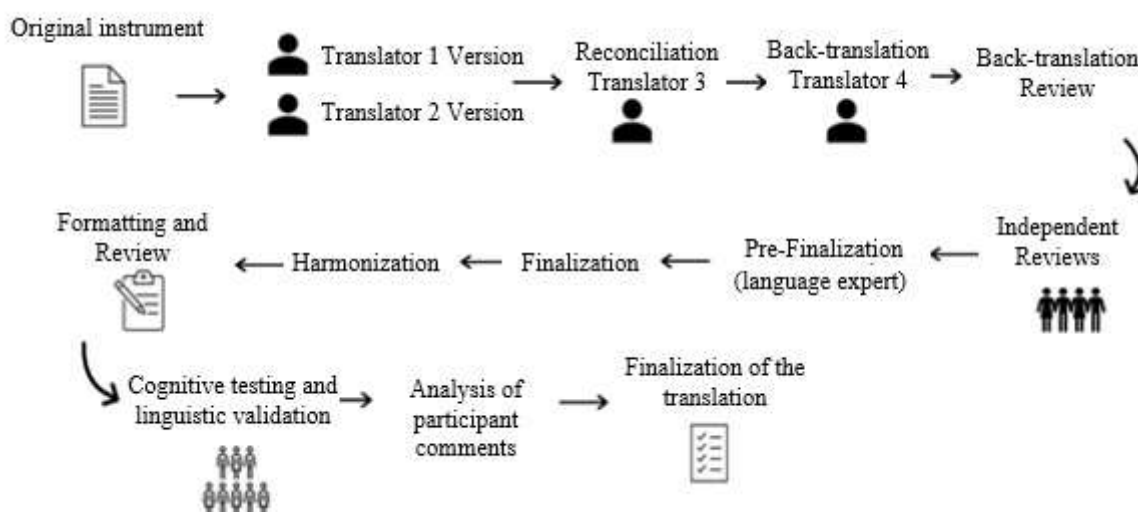 Original instrument
Translator 1 Version
Translator 2 Version
Reconciliation
Translator 3
Back-translation
Translator 4
Back-translation
Review
Independent
Reviews
Pre-Finalization
(language expert)
Finalization
Harmonization
Formatting and
Review
Cognitive testing and
linguistic validation
Analysis of
participant
comments
Finalization of the
translation